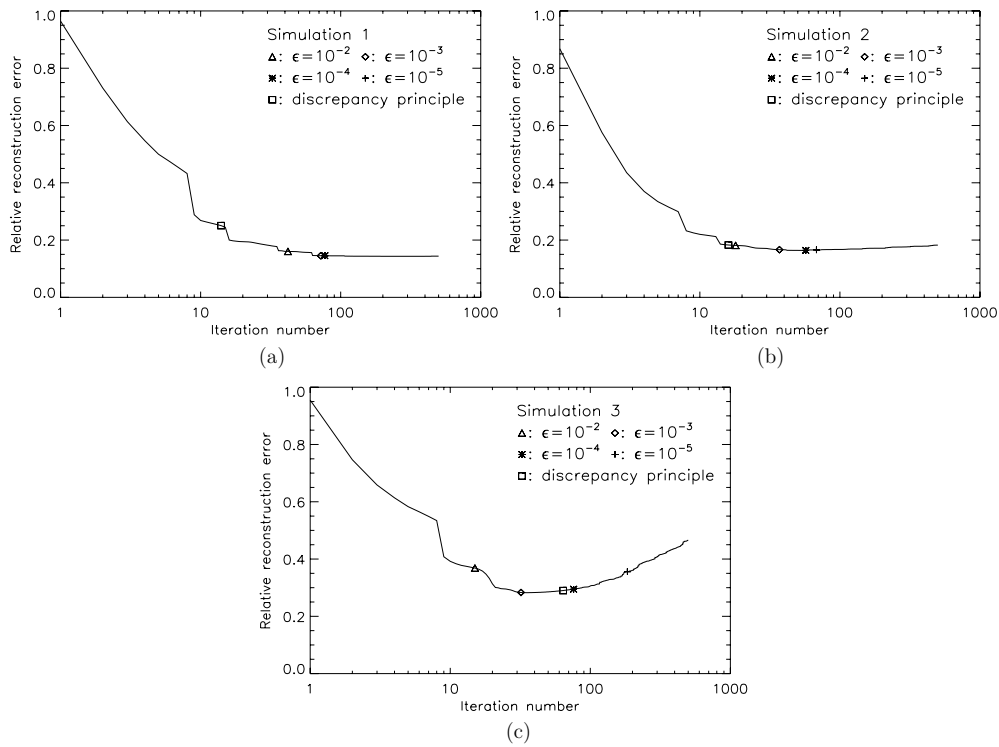 Simulation 1
△: ϵ=10⁻² ◇: ϵ=10⁻³
✳: ϵ=10⁻⁴ +: ϵ=10⁻⁵
□: discrepancy principle
Relative reconstruction error
1.0
0.8
0.6
0.4
0.2
0.0
1 10 100 1000
Iteration number
(a)
Simulation 2
△: ϵ=10⁻² ◇: ϵ=10⁻³
✳: ϵ=10⁻⁴ +: ϵ=10⁻⁵
□: discrepancy principle
Relative reconstruction error
1.0
0.8
0.6
0.4
0.2
0.0
1 10 100 1000
Iteration number
(b)
Simulation 3
△: ϵ=10⁻² ◇: ϵ=10⁻³
✳: ϵ=10⁻⁴ +: ϵ=10⁻⁵
□: discrepancy principle
Relative reconstruction error
1.0
0.8
0.6
0.4
0.2
0.0
1 10 100 1000
Iteration number
(c)